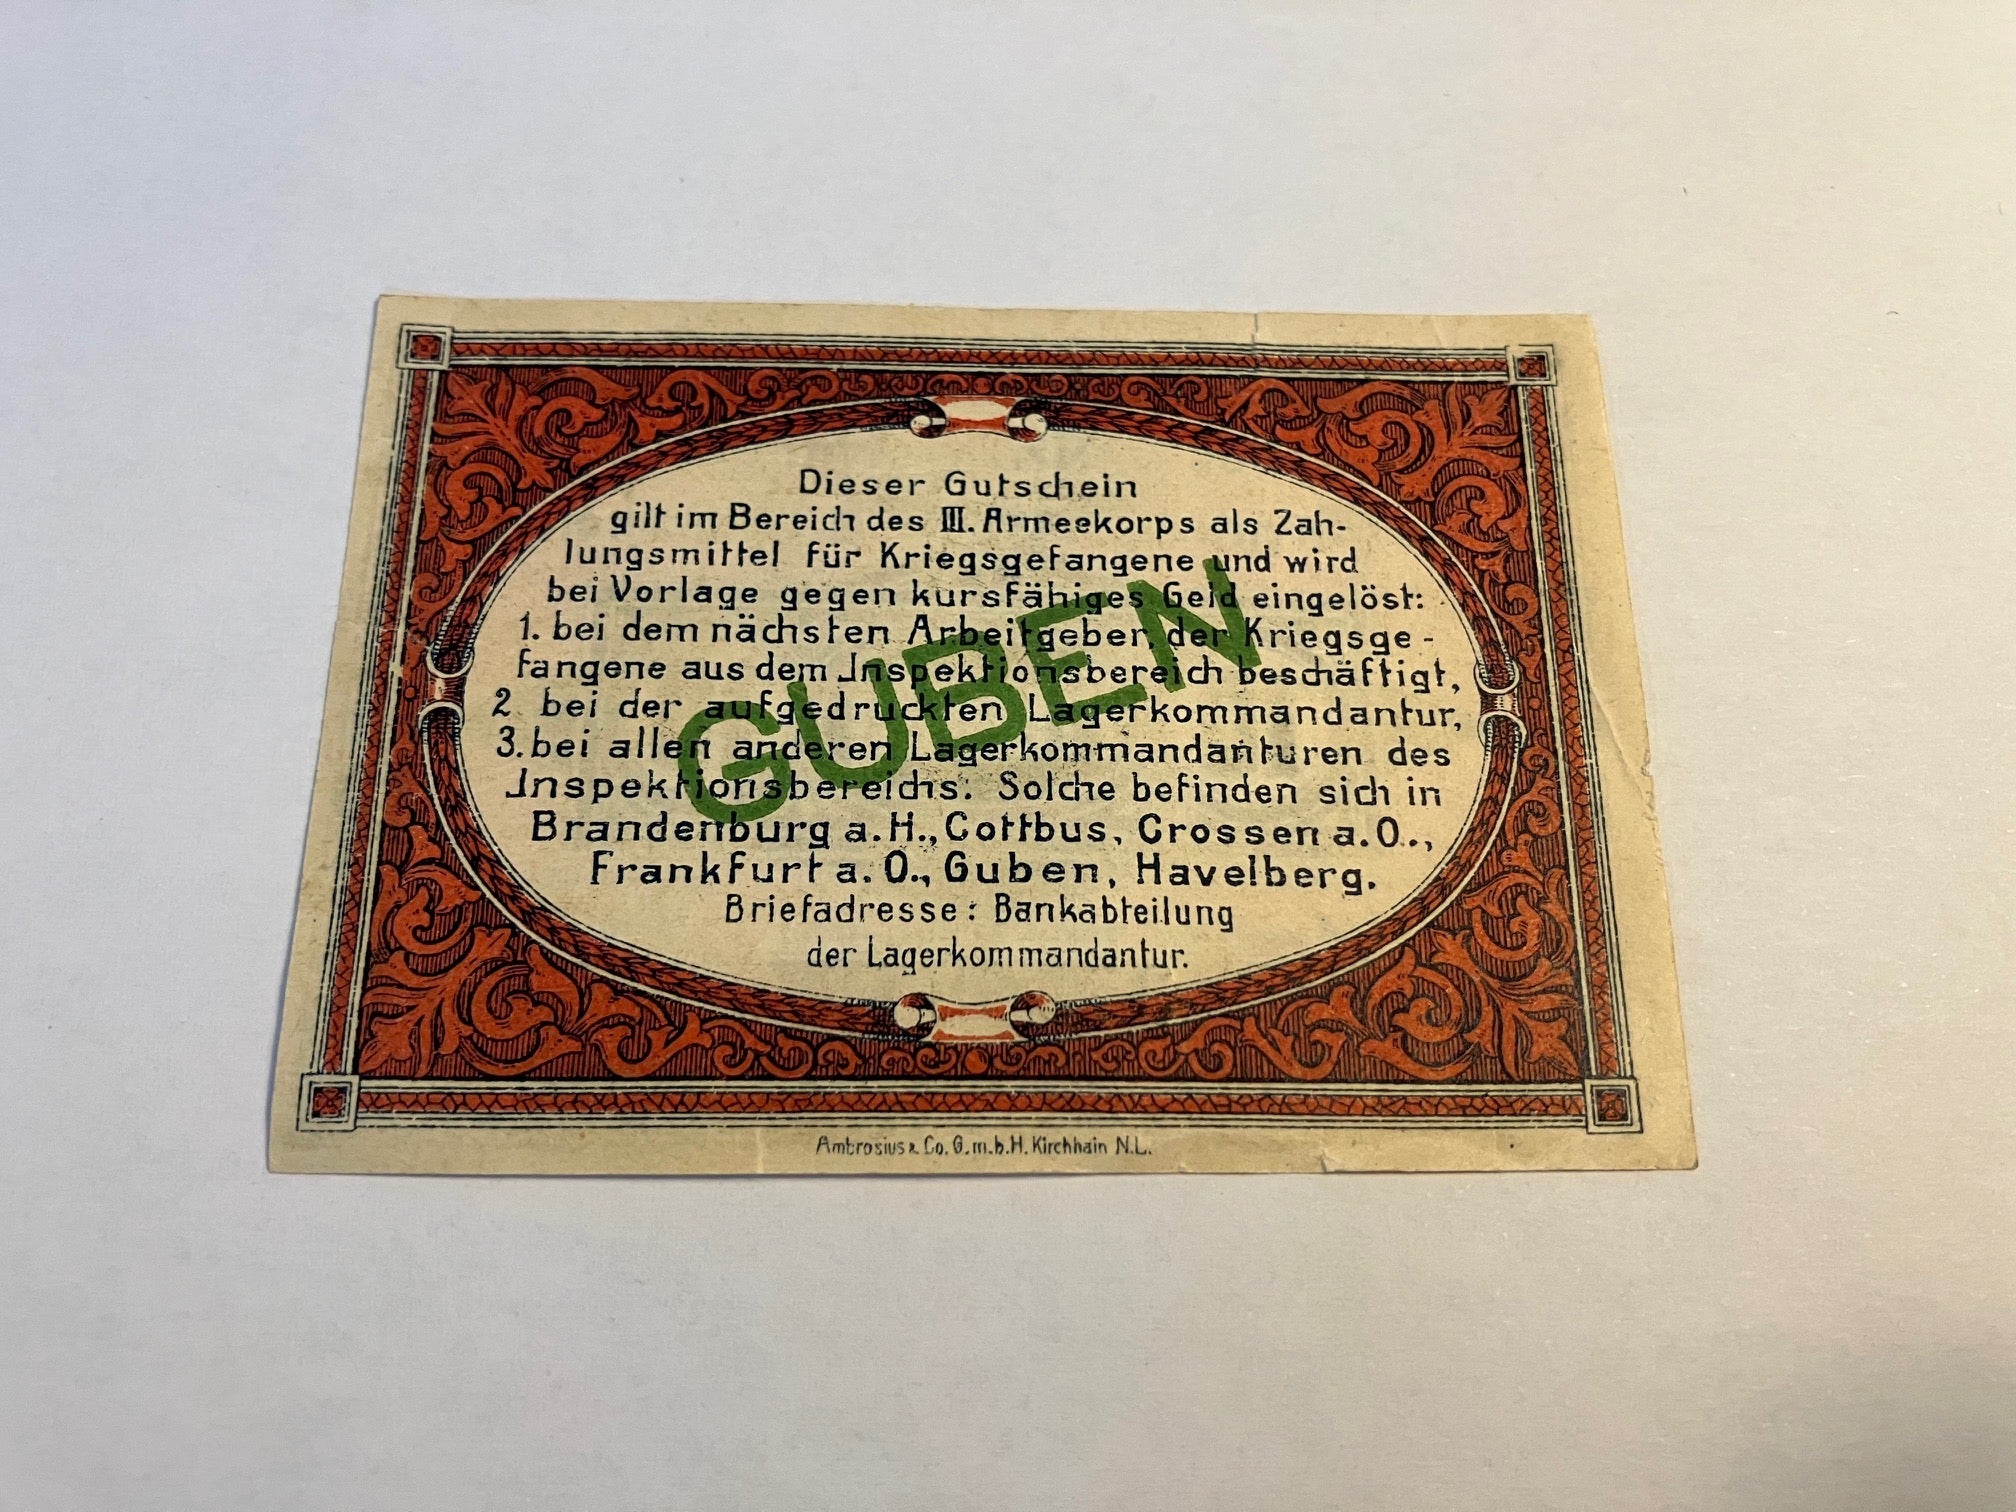 Dieser Gutschein
gilt im Bereich des III. Armeekorps als Zah-
lungsmittel für Kriegsgefangene und wird
bei Vorlage gegen kursfähiges Geld eingelöst:
1. bei dem nächsten Arbeitgeber, der Kriegsge-
fangene aus dem Inspektionsbereich beschäftigt,
2. bei der aufgedruckten Lagerkommandantur,
3. bei allen anderen Lagerkommandanturen des
Inspektionsbereichs. Solche befinden sich in
Brandenburg a. H., Cottbus, Crossen a. O.,
Frankfurt a. O., Guben, Havelberg.
Briefadresse: Bankabteilung
der Lagerkommandantur.
GUBEN
Ambrosius & Co. G.m.b.H. Kirchhain N.L.